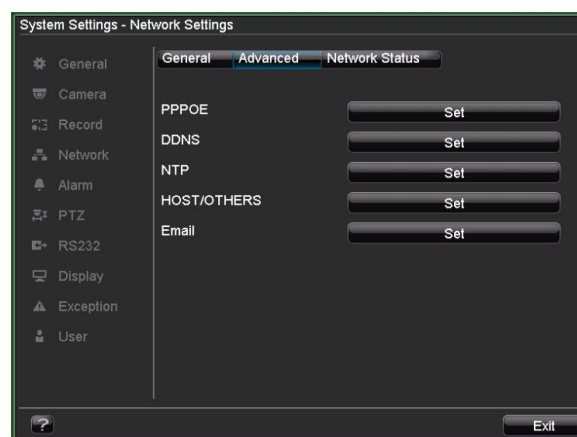 System Settings - Network Settings
General
Camera
Record
Network
Alarm
PTZ
RS232
Display
Exception
User
General Advanced Network Status
PPPOE Set
DDNS Set
NTP Set
HOST/OTHERS Set
Email Set
? Exit